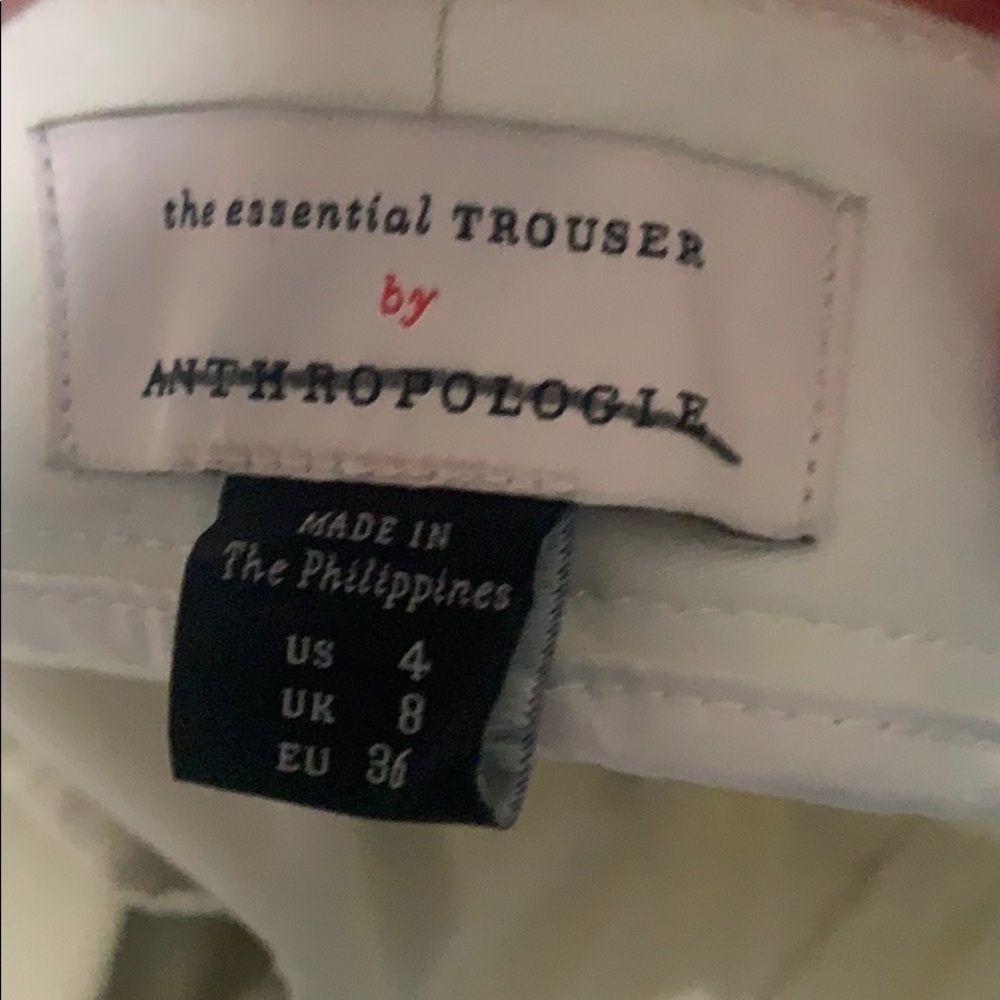 the essential TROUSER
by
ANTHROPOLOGIE
MADE IN
The Philippines
US 4
UK 8
EU 36